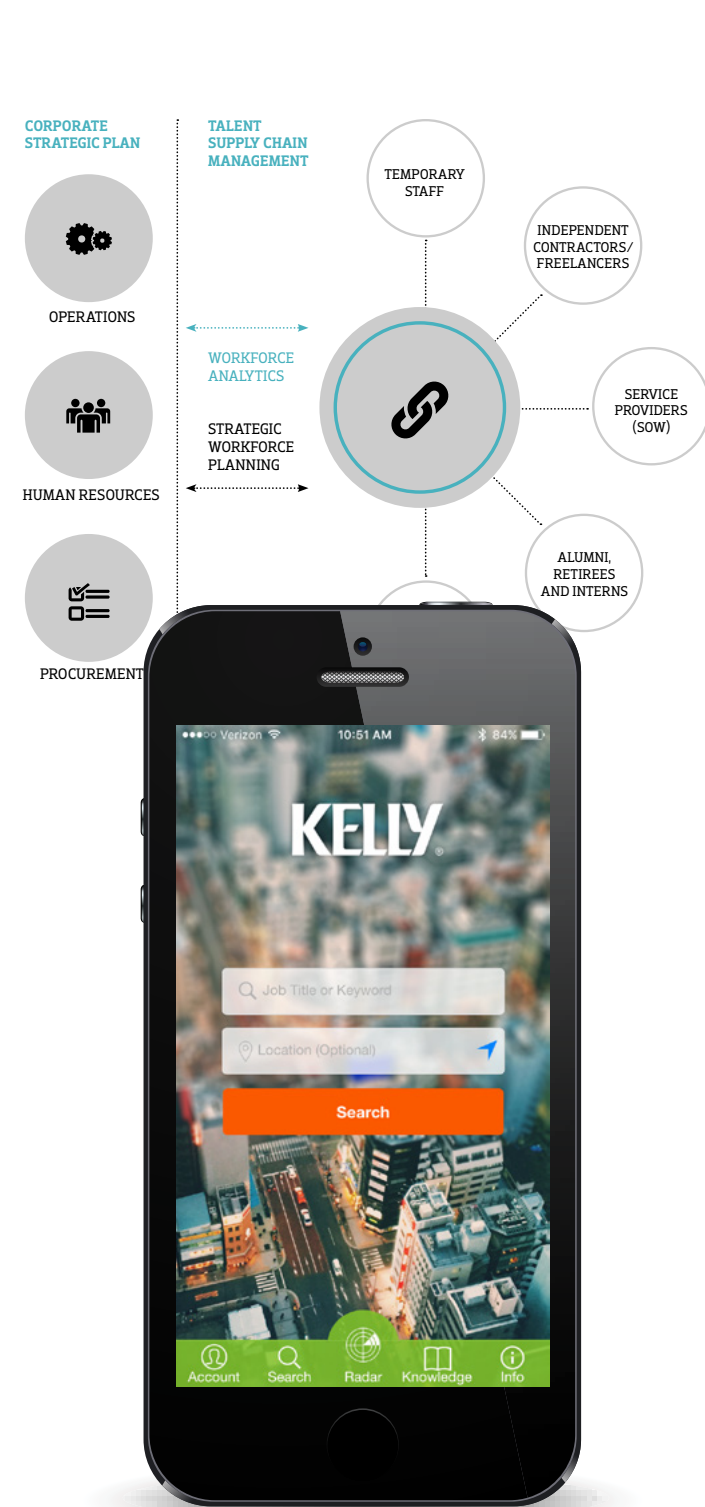 CORPORATE
STRATEGIC PLAN
OPERATIONS
HUMAN RESOURCES
PROCUREMENT
TALENT
SUPPLY CHAIN
MANAGEMENT
WORKFORCE
ANALYTICS
STRATEGIC
WORKFORCE
PLANNING
TEMPORARY
STAFF
INDEPENDENT
CONTRACTORS/
FREELANCERS
SERVICE
PROVIDERS
(SOW)
ALUMNI,
RETIREES
AND INTERNS
Verizon 10:51 AM 84%
KELLY®
Job Title or Keyword
Location (Optional)
Search
Account Search Radar Knowledge Info